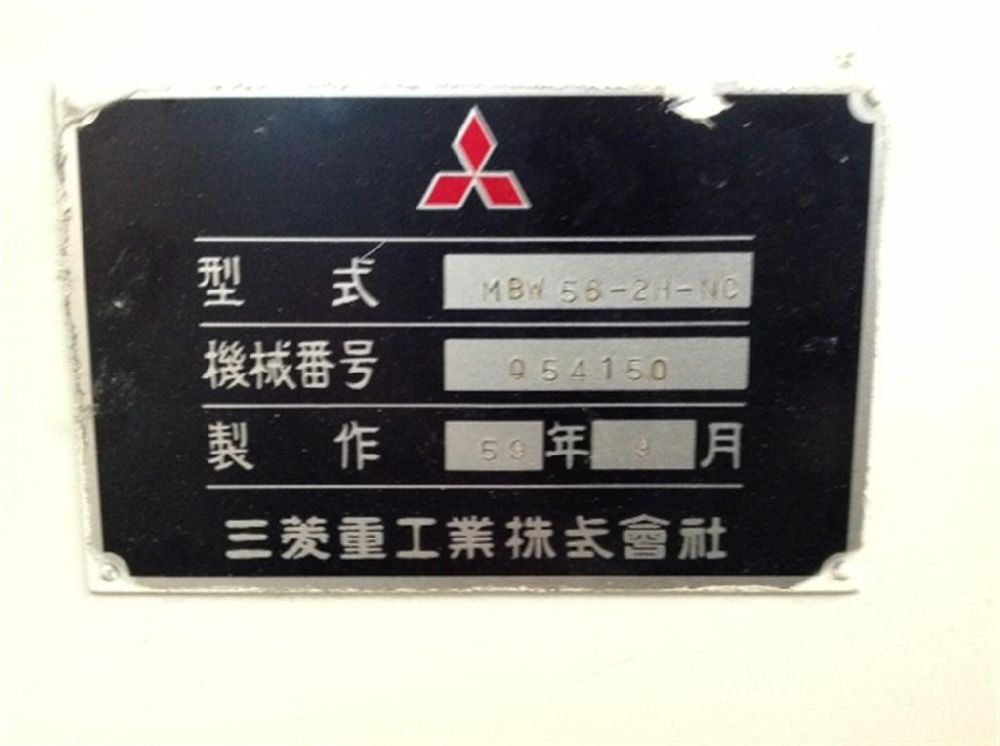 型式 MBW 56-2H-NC
機械番号 Q54150
製作 59年9月
三菱重工業株式會社